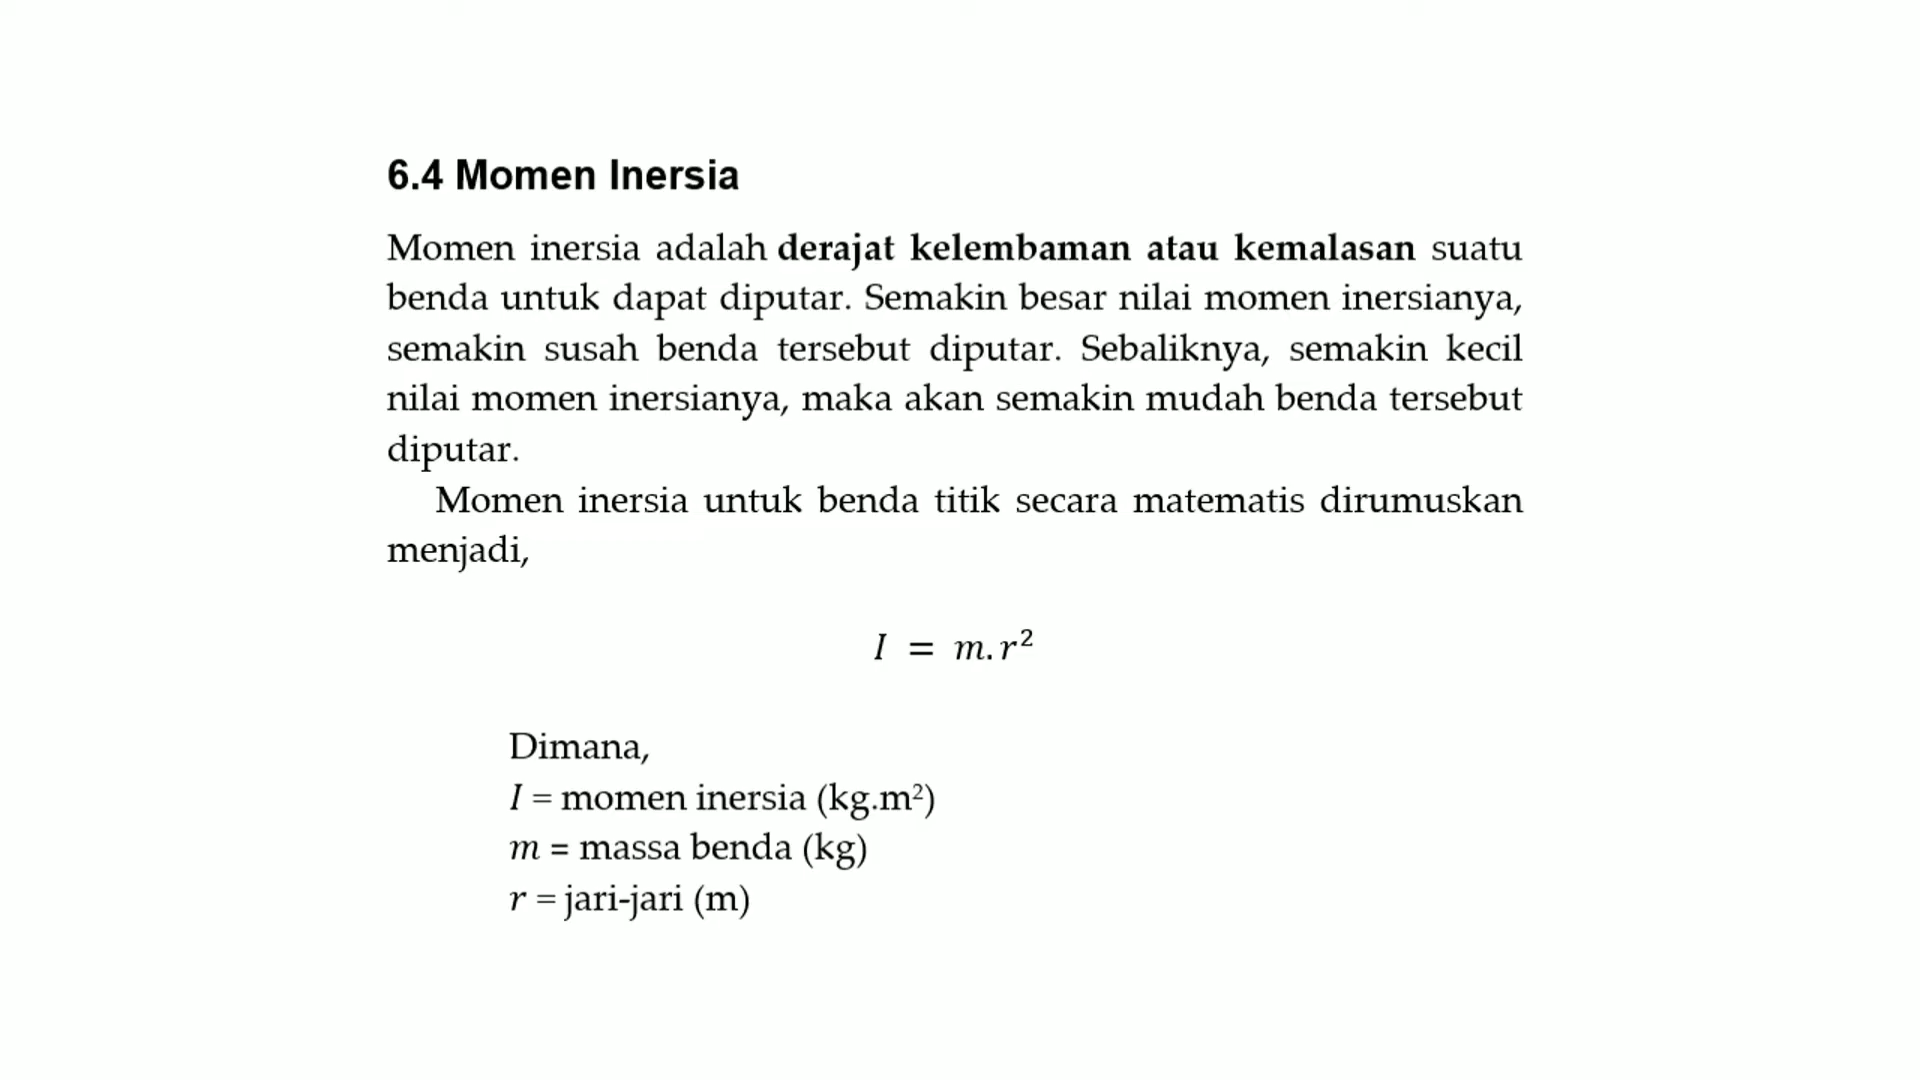 6.4 Momen Inersia
Momen inersia adalah derajat kelembaman atau kemalasan suatu
benda untuk dapat diputar. Semakin besar nilai momen inersianya,
semakin susah benda tersebut diputar. Sebaliknya, semakin kecil
nilai momen inersianya, maka akan semakin mudah benda tersebut
diputar.
Momen inersia untuk benda titik secara matematis dirumuskan
menjadi,
I = m.r²
Dimana,
I = momen inersia (kg.m²)
m = massa benda (kg)
r = jari-jari (m)